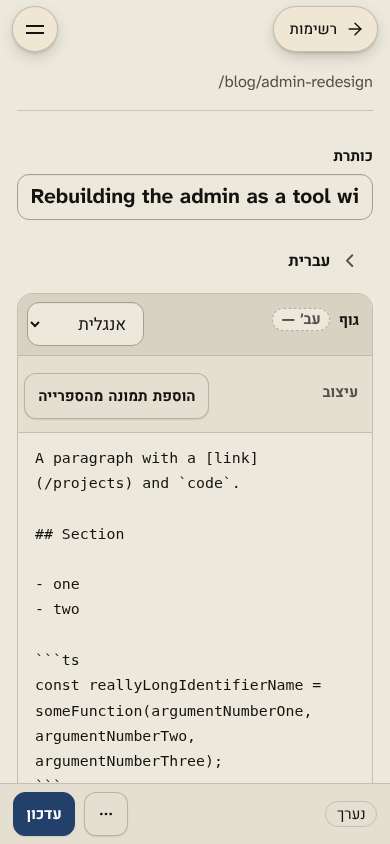 רשימות
/blog/admin-redesign
כותרת
Rebuilding the admin as a tool wi
עברית
גוף עב׳ — אנגלית
עיצוב הוספת תמונה מהספרייה
A paragraph with a [link]
(/projects) and `code`.
## Section
- one
- two
```ts
const reallyLongIdentifierName =
someFunction(argumentNumberOne,
argumentNumberTwo,
argumentNumberThree);
```
נערך ... עדכון